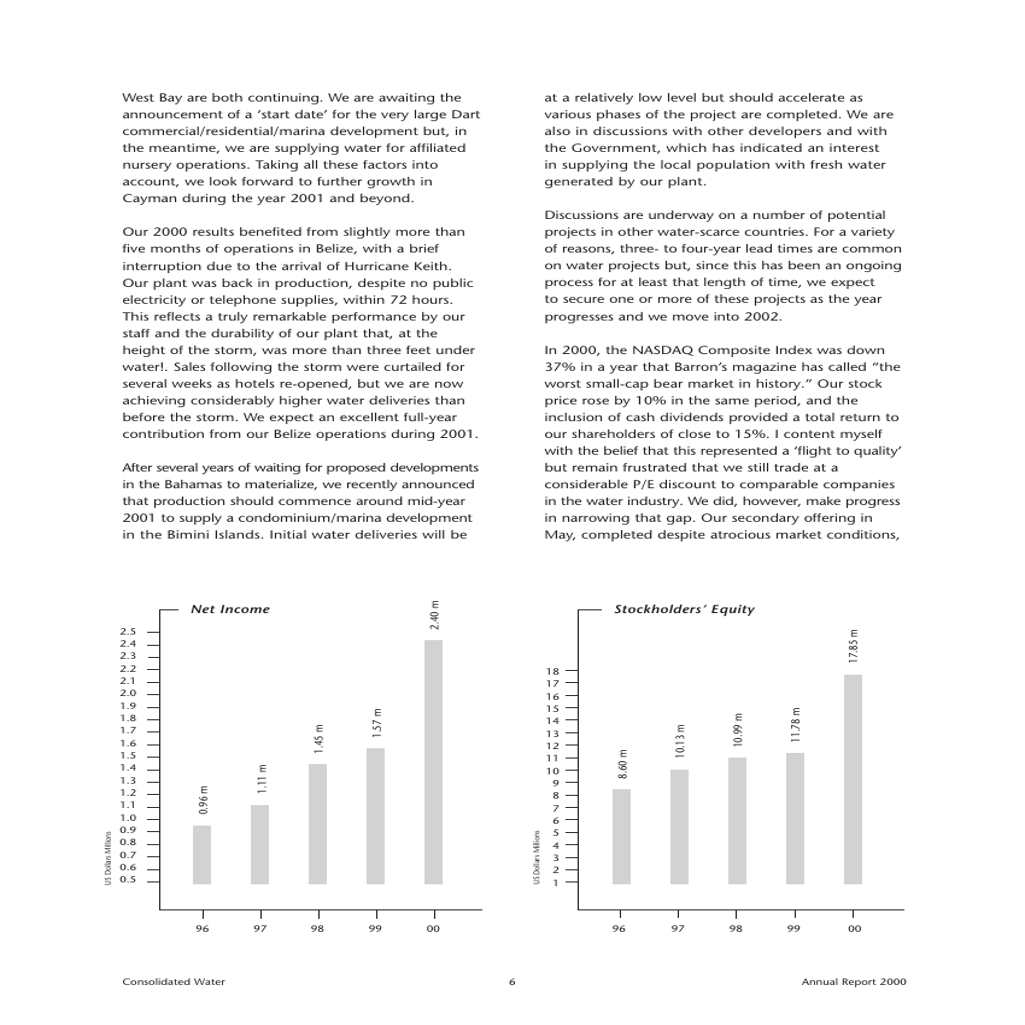 West Bay are both continuing. We are awaiting the
announcement of a ‘start date’ for the very large Dart
commercial/residential/marina development but, in
the meantime, we are supplying water for affiliated
nursery operations. Taking all these factors into
account, we look forward to further growth in
Cayman during the year 2001 and beyond.
Our 2000 results benefited from slightly more than
five months of operations in Belize, with a brief
interruption due to the arrival of Hurricane Keith.
Our plant was back in production, despite no public
electricity or telephone supplies, within 72 hours.
This reflects a truly remarkable performance by our
staff and the durability of our plant that, at the
height of the storm, was more than three feet under
water!. Sales following the storm were curtailed for
several weeks as hotels re-opened, but we are now
achieving considerably higher water deliveries than
before the storm. We expect an excellent full-year
contribution from our Belize operations during 2001.
After several years of waiting for proposed developments
in the Bahamas to materialize, we recently announced
that production should commence around mid-year
2001 to supply a condominium/marina development
in the Bimini Islands. Initial water deliveries will be
at a relatively low level but should accelerate as
various phases of the project are completed. We are
also in discussions with other developers and with
the Government, which has indicated an interest
in supplying the local population with fresh water
generated by our plant.
Discussions are underway on a number of potential
projects in other water-scarce countries. For a variety
of reasons, three- to four-year lead times are common
on water projects but, since this has been an ongoing
process for at least that length of time, we expect
to secure one or more of these projects as the year
progresses and we move into 2002.
In 2000, the NASDAQ Composite Index was down
37% in a year that Barron’s magazine has called “the
worst small-cap bear market in history.” Our stock
price rose by 10% in the same period, and the
inclusion of cash dividends provided a total return to
our shareholders of close to 15%. I content myself
with the belief that this represented a ‘flight to quality’
but remain frustrated that we still trade at a
considerable P/E discount to comparable companies
in the water industry. We did, however, make progress
in narrowing that gap. Our secondary offering in
May, completed despite atrocious market conditions,
Net Income
2.5
2.4
2.3
2.2
2.1
2.0
1.9
1.8
1.7
1.6
1.5
1.4
1.3
1.2
1.1
1.0
0.9
0.8
0.7
0.6
0.5
US Dollars Millions
0.96 m
1.11 m
1.45 m
1.57 m
2.40 m
96 97 98 99 00
Stockholders’ Equity
18
17
16
15
14
13
12
11
10
9
8
7
6
5
4
3
2
1
US Dollars Millions
8.60 m
10.13 m
10.99 m
11.78 m
17.85 m
96 97 98 99 00
Consolidated Water 6 Annual Report 2000